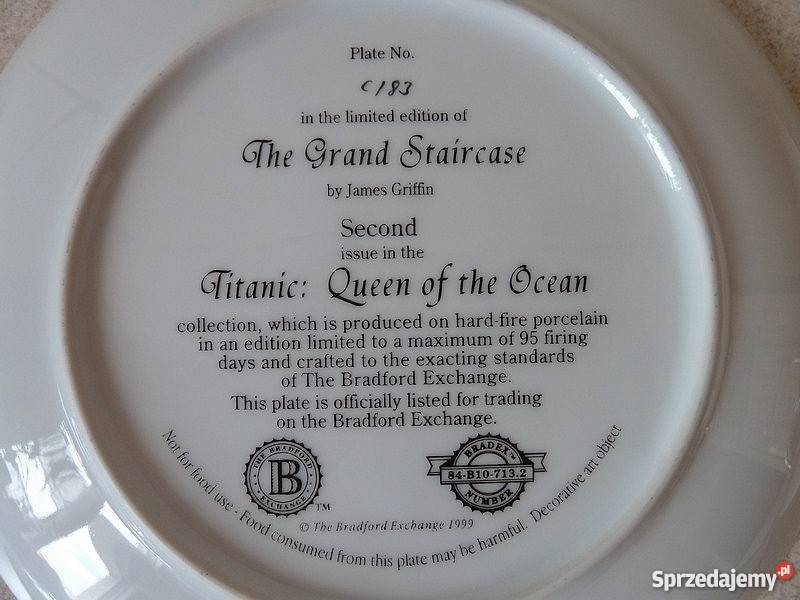 Plate No.
C183
in the limited edition of
The Grand Staircase
by James Griffin
Second
issue in the
Titanic: Queen of the Ocean
collection, which is produced on hard-fire porcelain
in an edition limited to a maximum of 95 firing
days and crafted to the exacting standards
of The Bradford Exchange.
This plate is officially listed for trading
on the Bradford Exchange.
THE BRADFORD
B
EXCHANGE
TM
BRADEX™
84-B10-713.2
NUMBER
© The Bradford Exchange 1999
Not for food use - Food consumed from this plate may be harmful. Decorative art object
Sprzedajemy.pl